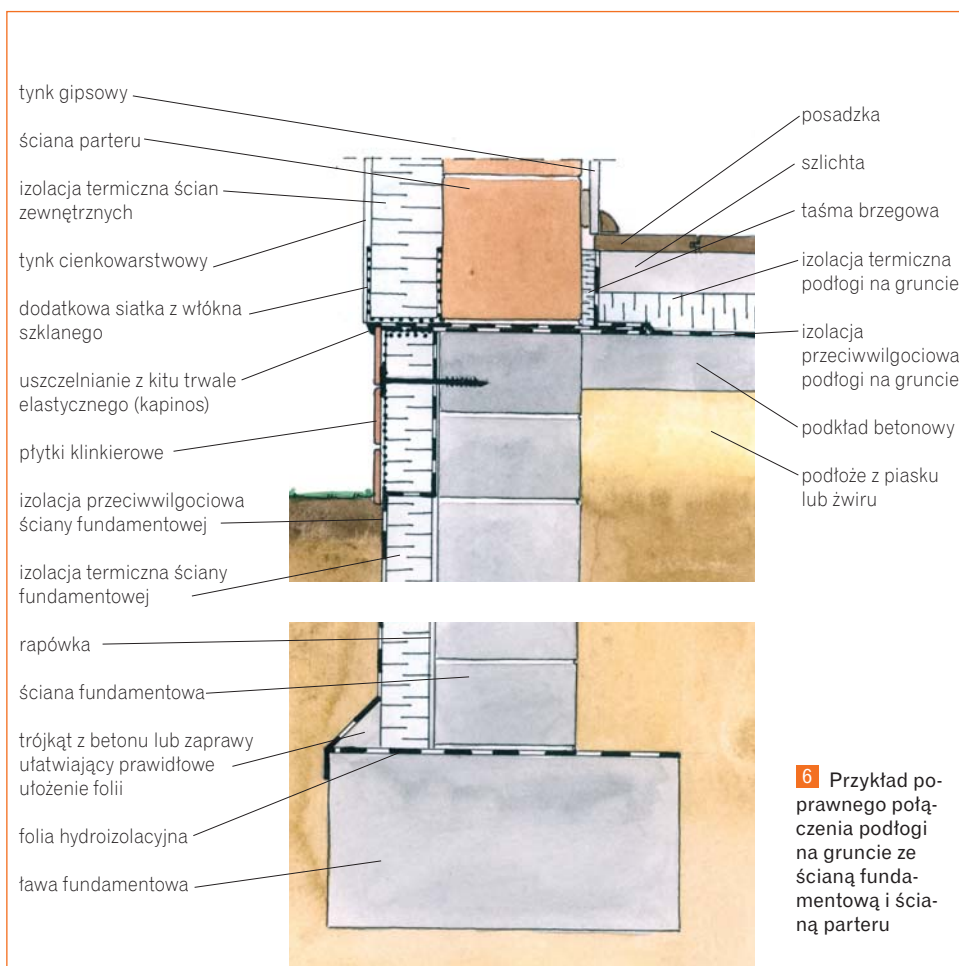 tynk gipsowy
ściana parteru
izolacja termiczna ścian
zewnętrznych
tynk cienkowarstwowy
dodatkowa siatka z włókna
szklanego
uszczelnianie z kitu trwale
elastycznego (kapinos)
płytki klinkierowe
izolacja przeciwwilgociowa
ściany fundamentowej
izolacja termiczna ściany
fundamentowej
rapówka
ściana fundamentowa
trójkąt z betonu lub zaprawy
ułatwiający prawidłowe
ułożenie folii
folia hydroizolacyjna
ława fundamentowa
posadzka
szlichta
taśma brzegowa
izolacja termiczna
podłogi na gruncie
izolacja
przeciwwilgociowa
podłogi na gruncie
podkład betonowy
podłoże z piasku
lub żwiru
6 Przykład po-
prawnego połą-
czenia podłogi
na gruncie ze
ścianą funda-
mentową i ścia-
ną parteru